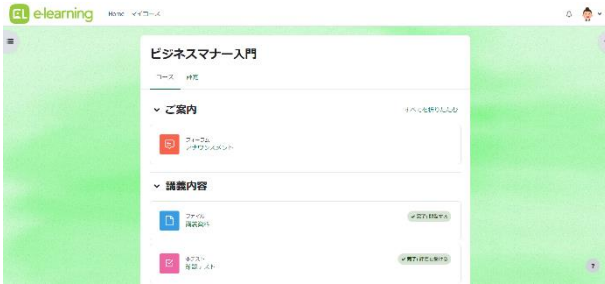 EL e-learning Home マイコース
ビジネスマナー入門
コース
ご案内 すべてを折りたたむ
フォーラム
アナウンスメント
講義内容
ファイル
講義資料
小テスト
?